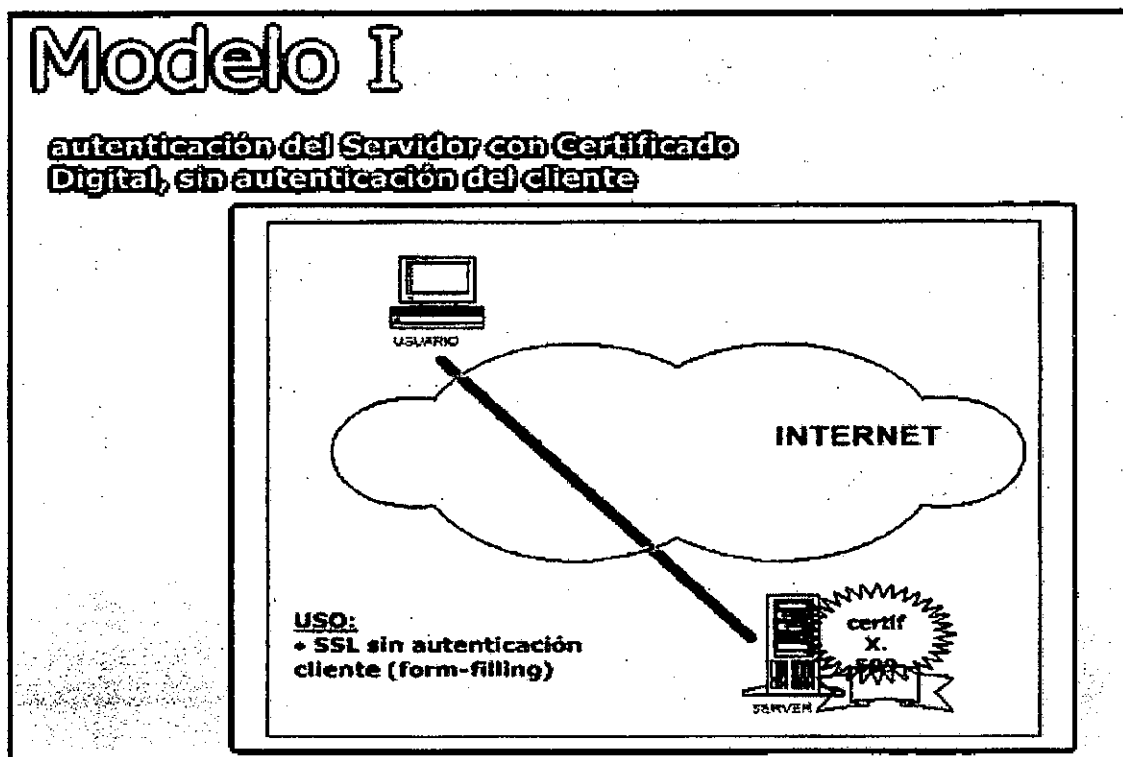 Modelo I
autenticación del Servidor con Certificado
Digital, sin autenticación del cliente
USUARIO
INTERNET
USO:
• SSL sin autenticación
cliente (form-filling)
certif
X.
509
SERVER